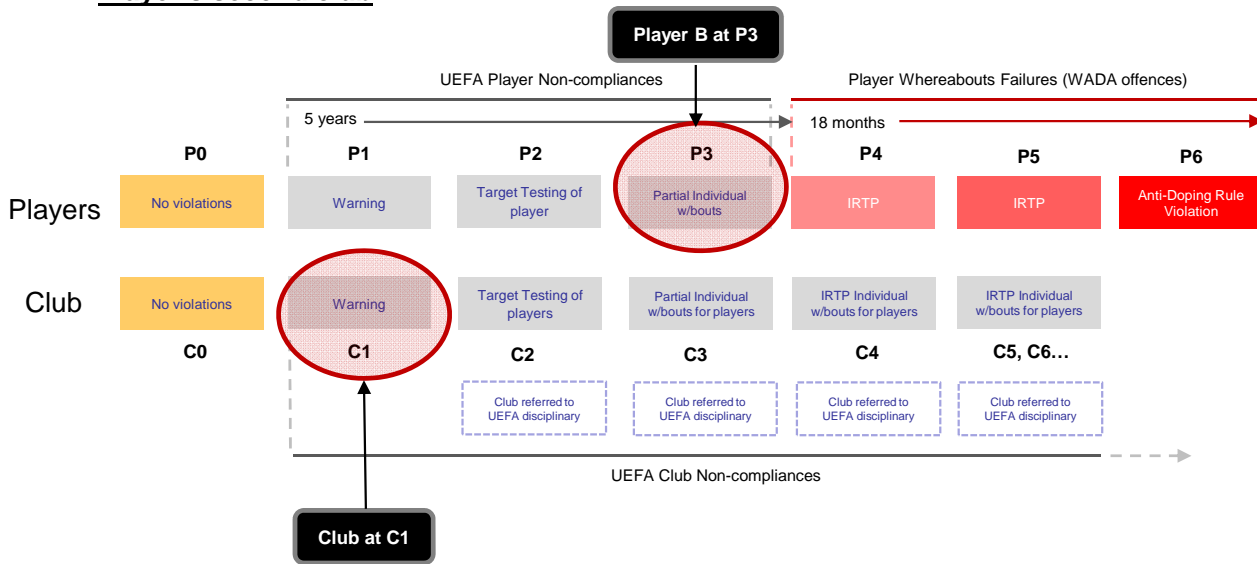 Player B at P3
UEFA Player Non-compliances
Player Whereabouts Failures (WADA offences)
5 years
18 months
P0
P1
P2
P3
P4
P5
P6
Players
No violations
Warning
Target Testing of
player
Partial Individual
w/bouts
IRTP
IRTP
Anti-Doping Rule
Violation
Club
No violations
Warning
Target Testing of
players
Partial Individual
w/bouts for players
IRTP Individual
w/bouts for players
IRTP Individual
w/bouts for players
C0
C1
C2
C3
C4
C5, C6…
Club referred to
UEFA disciplinary
Club referred to
UEFA disciplinary
Club referred to
UEFA disciplinary
Club referred to
UEFA disciplinary
UEFA Club Non-compliances
Club at C1